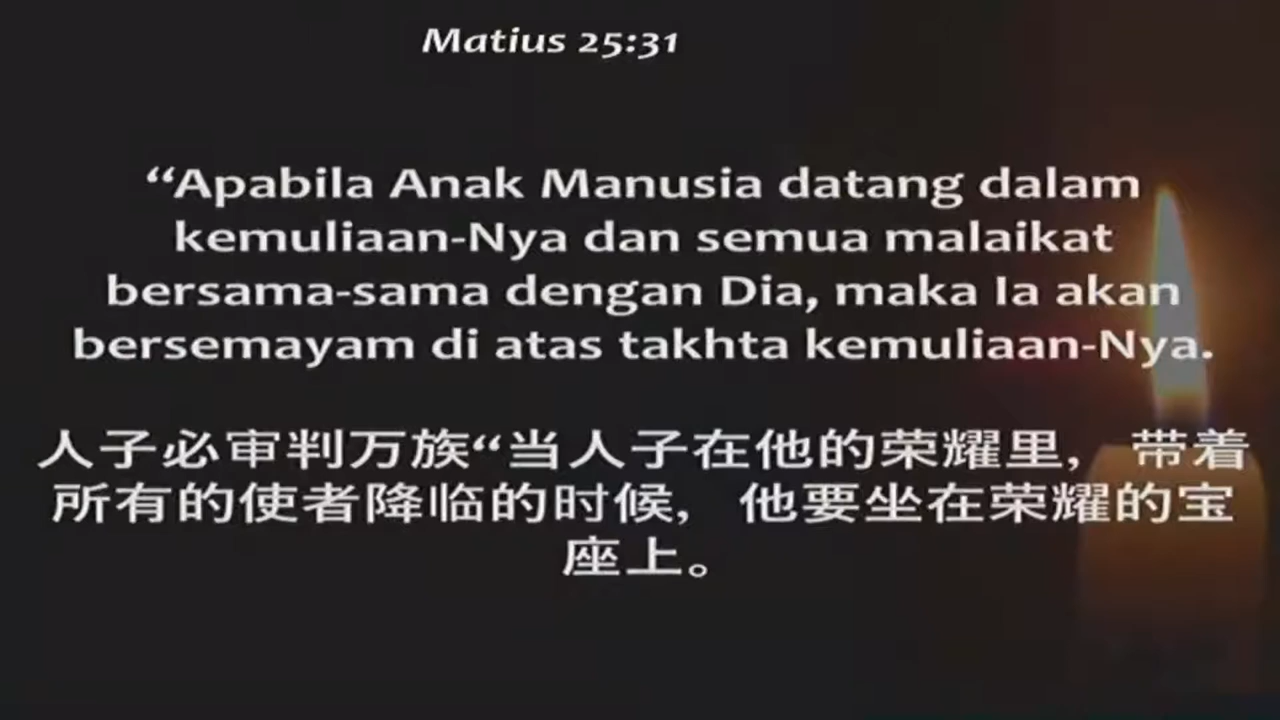 Matius 25:31
“Apabila Anak Manusia datang dalam
kemuliaan-Nya dan semua malaikat
bersama-sama dengan Dia, maka Ia akan
bersemayam di atas takhta kemuliaan-Nya.
人子必审判万族“当人子在他的荣耀里，带着
所有的使者降临的时候，他要坐在荣耀的宝
座上。